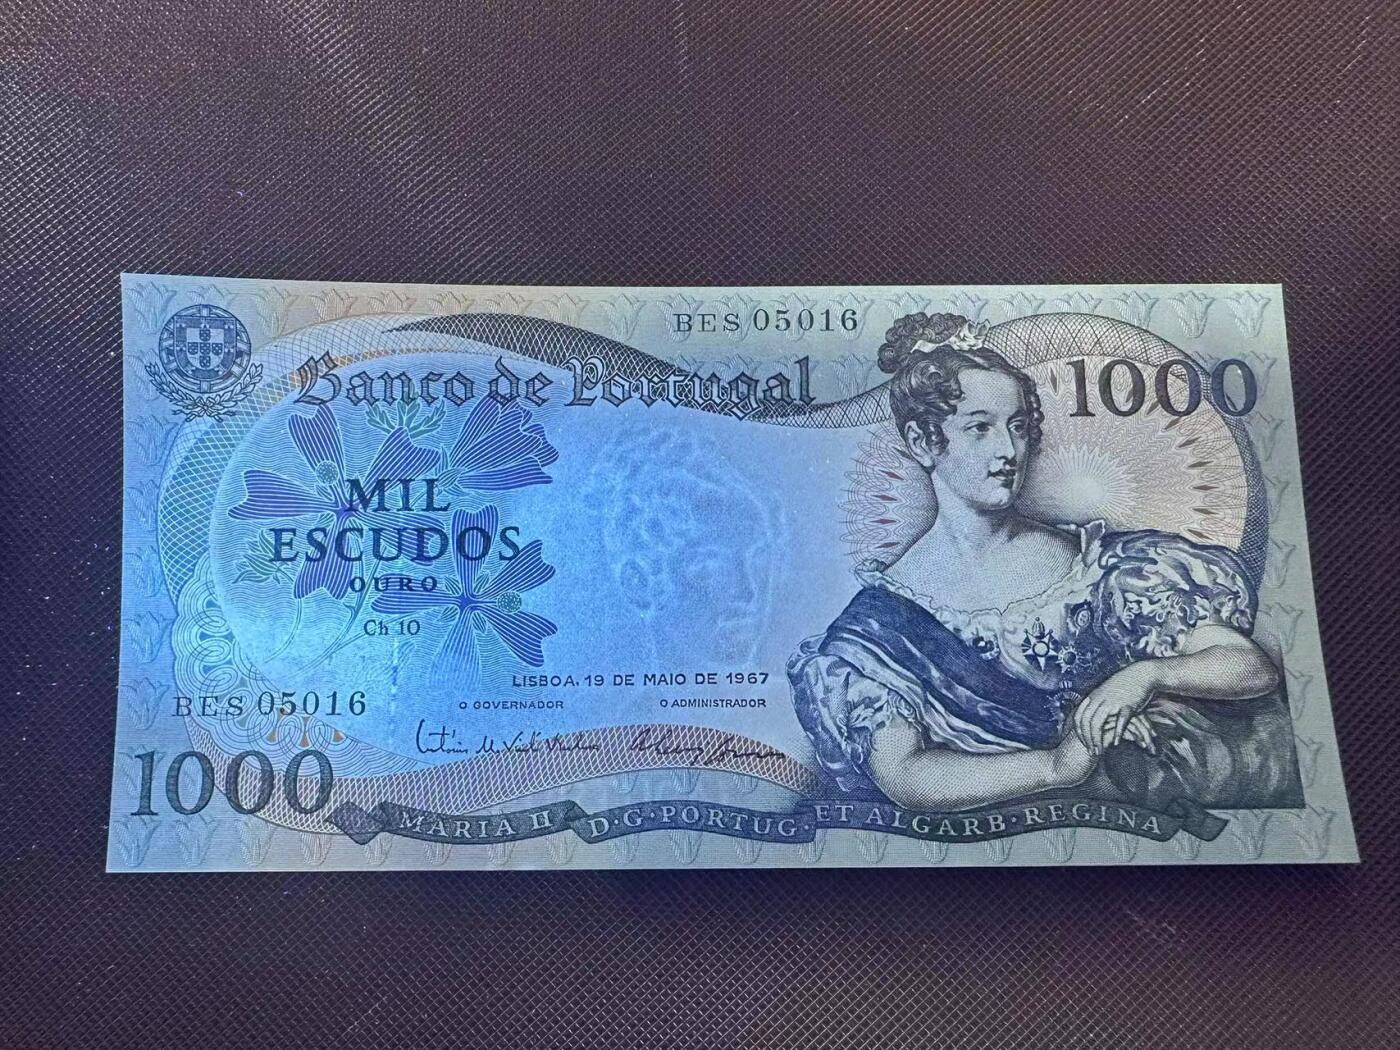 BES 05016
Banco de Portugal
1000
MIL
ESCUDOS
OURO
Ch 10
LISBOA, 19 DE MAIO DE 1967
O GOVERNADOR
O ADMINISTRADOR
BES 05016
1000
MARIA II D·G·PORTUG·ET ALGARB·REGINA